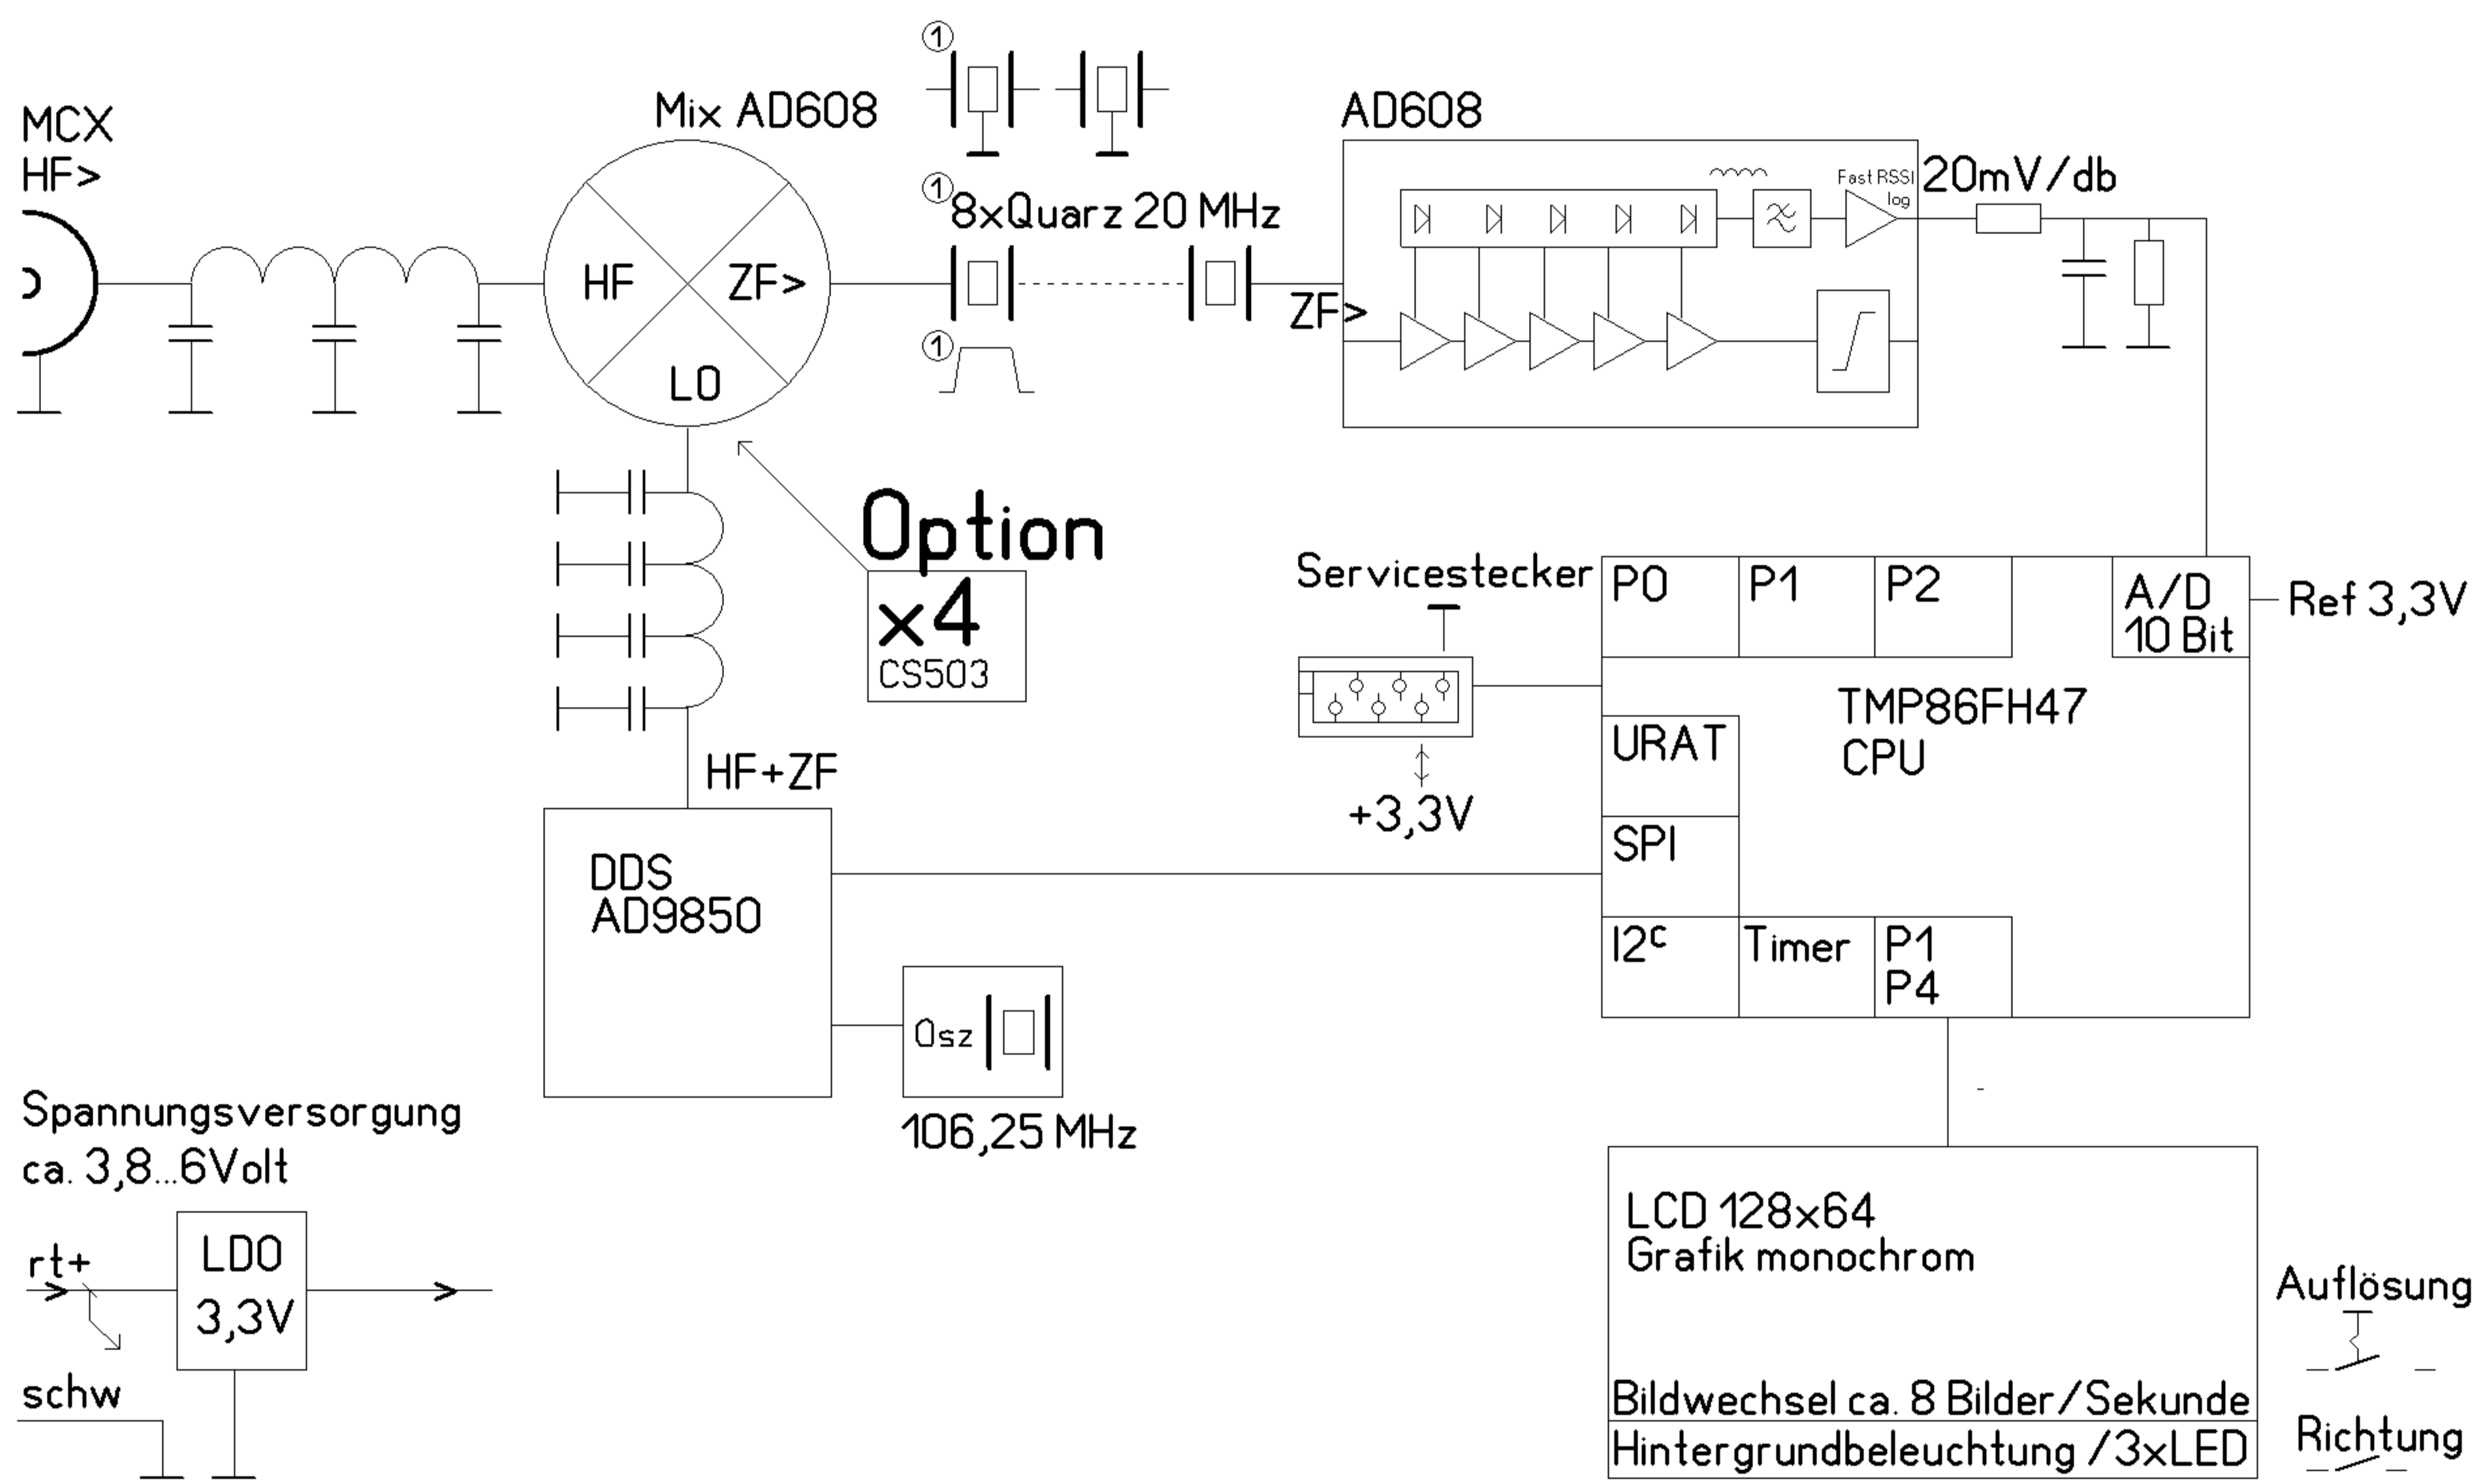 MCX
HF>
Mix AD608
HF
ZF>
LO
1
1
8xQuarz 20 MHz
1
ZF>
AD608
Fast RSSI
log
20mV/db
Option
x4
CS503
HF+ZF
DDS
AD9850
Osz
106,25 MHz
Servicestecker
+3,3V
P0
P1
P2
A/D
10 Bit
Ref 3,3V
TMP86FH47
CPU
URAT
SPI
I2c
Timer
P1
P4
Spannungsversorgung
ca. 3,8...6Volt
rt+
LDO
3,3V
schw
LCD 128x64
Grafik monochrom
Bildwechsel ca. 8 Bilder/Sekunde
Hintergrundbeleuchtung /3xLED
Auflösung
Richtung